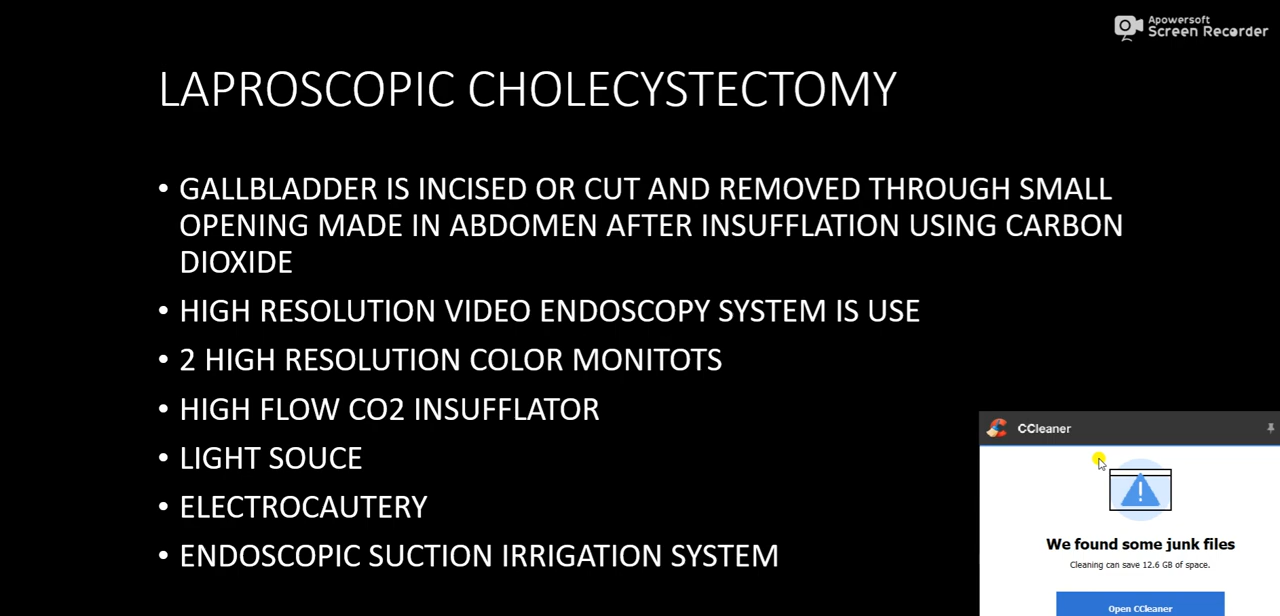 Apowersoft
Screen Recorder
LAPROSCOPIC CHOLECYSTECTOMY
• GALLBLADDER IS INCISED OR CUT AND REMOVED THROUGH SMALL
OPENING MADE IN ABDOMEN AFTER INSUFFLATION USING CARBON
DIOXIDE
• HIGH RESOLUTION VIDEO ENDOSCOPY SYSTEM IS USE
• 2 HIGH RESOLUTION COLOR MONITOTS
• HIGH FLOW CO2 INSUFFLATOR
• LIGHT SOUCE
• ELECTROCAUTERY
• ENDOSCOPIC SUCTION IRRIGATION SYSTEM
CCleaner
We found some junk files
Cleaning can save 12.6 GB of space.
Open CCleaner